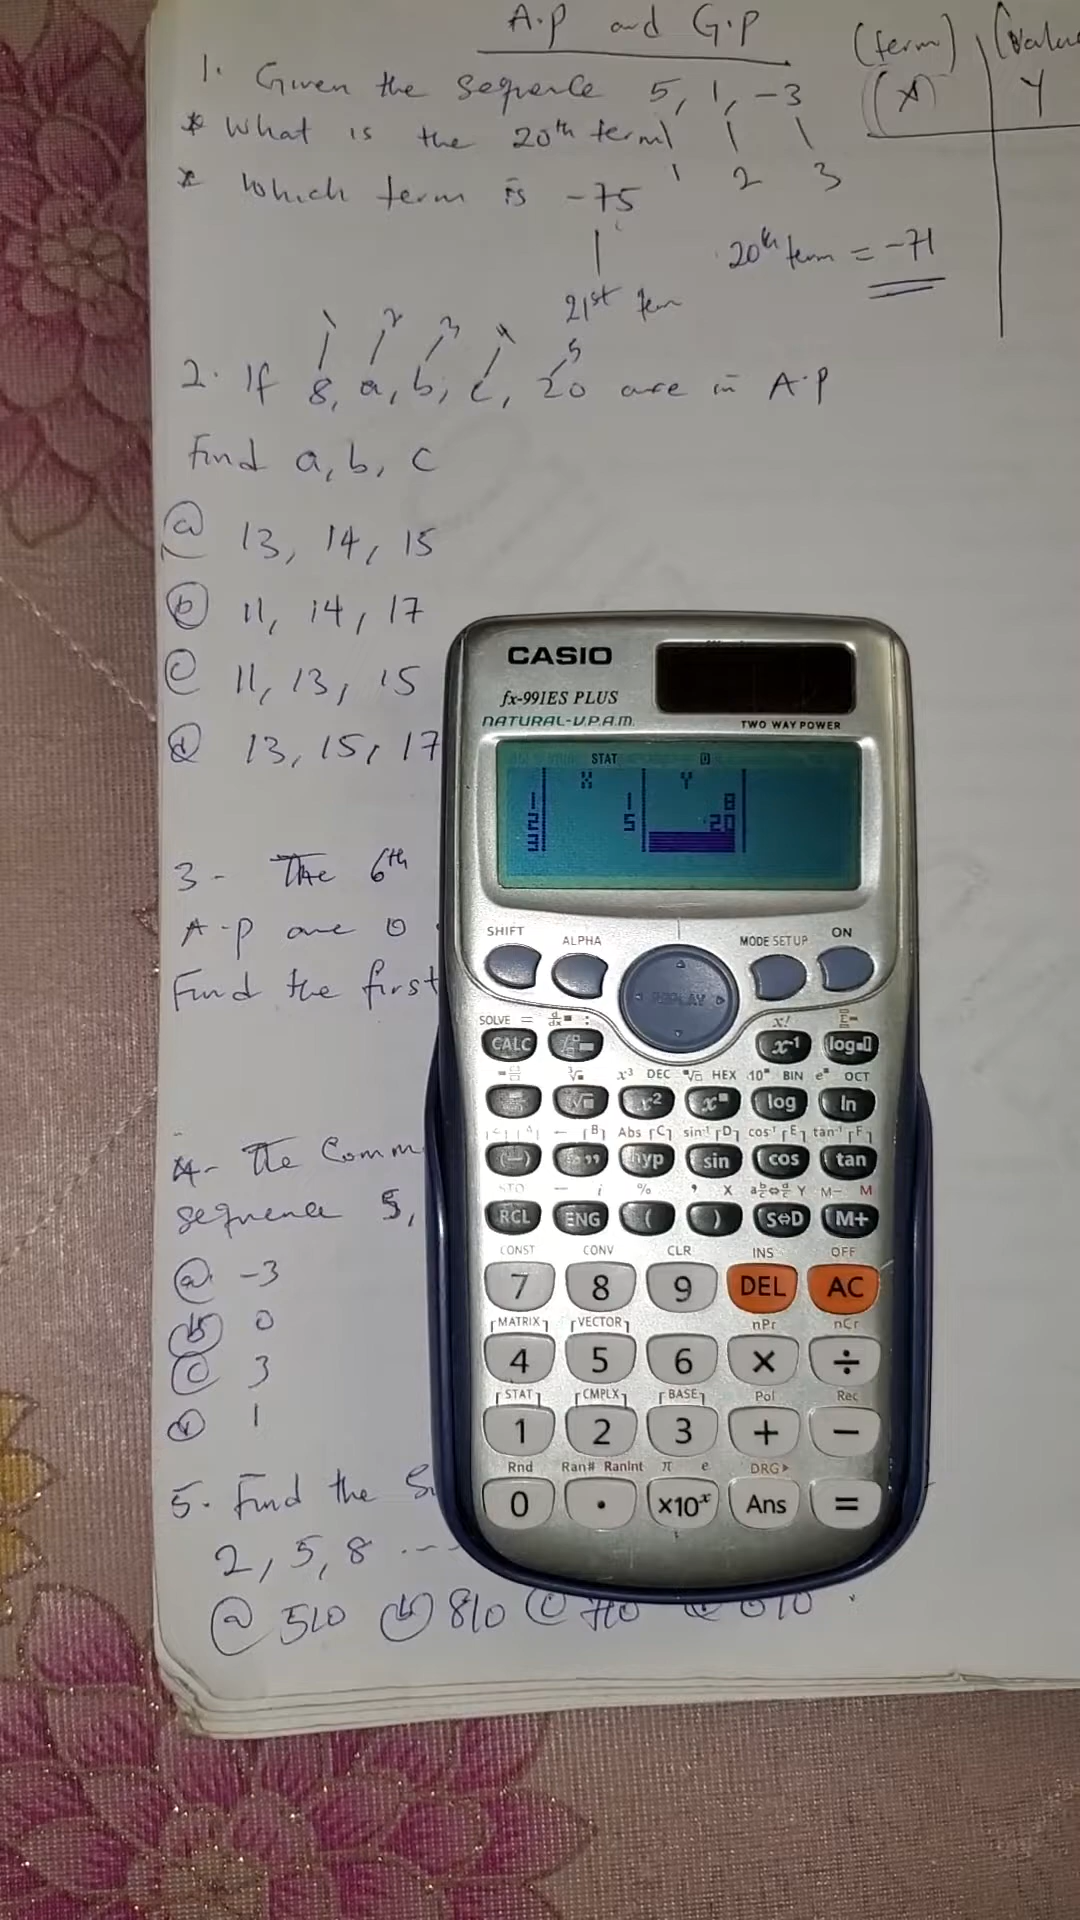 A.P and G.P
(term) (value
(X) Y
1. Given the sequence 5, 1, -3
* What is the 20th term
1 2 3
* Which term is -75
20th term = -71
21st term
1 2 3 4 5
2. If 8, a, b, c, 20 are in A.P
Find a, b, c
(a) 13, 14, 15
(b) 11, 14, 17
(c) 11, 13, 15
(d) 13, 15, 17
3- The 6th
A-P are 0
Find the first
4- The Comm
sequence 5,
(a) -3
(b) 0
(c) 3
(d) 1
5. Find the S
2, 5, 8 ...
(a) 510 (b) 810 (c) 710 (d) 610
CASIO
fx-991ES PLUS
NATURAL-V.P.A.M.
TWO WAY POWER
STAT D
X Y
1 1 8
2 5 20
3
SHIFT ALPHA MODE SETUP ON
REPLAY
SOLVE = d/dx : x! Σ
CALC x⁻¹ log
x³ DEC HEX 10 BIN e OCT
√ x² x log ln
B Abs C sin⁻¹ D cos⁻¹ E tan⁻¹ F
(−) hyp sin cos tan
STO i % , X a b/c⇔d/c Y M− M
RCL ENG ( ) S⇔D M+
CONST CONV CLR INS OFF
7 8 9 DEL AC
MATRIX VECTOR nPr nCr
4 5 6 × ÷
STAT CMPLX BASE Pol Rec
1 2 3 + −
Rnd Ran# RanInt π e DRG▶
0 . ×10ˣ Ans =